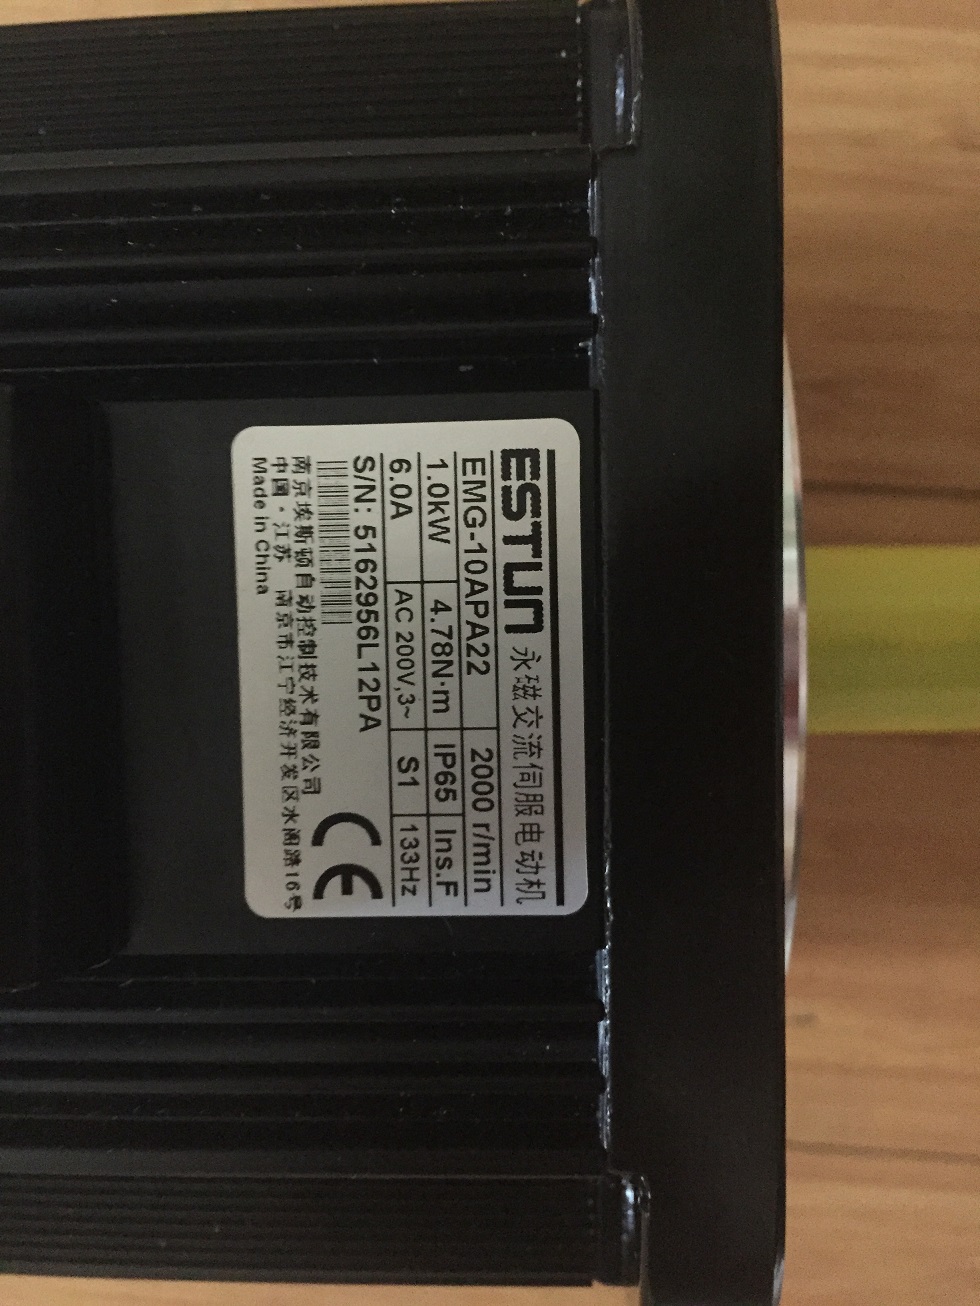 ESTUN 永磁交流伺服电动机
EMG-10APA22 2000 r/min
1.0kW 4.78N·m IP65 Ins.F
6.0A AC 200V,3~ S1 133Hz
S/N: 5162956L12PA
CE
南京埃斯顿自动控制技术有限公司
中国·江苏 南京市江宁经济开发区水阁路16号
Made in China